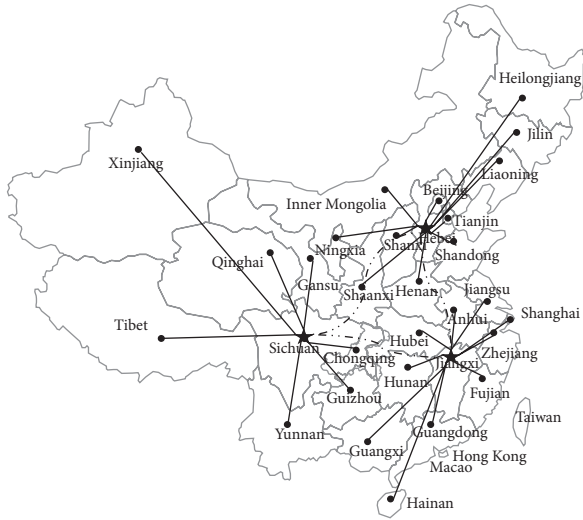 Heilongjiang
Jilin
Xinjiang
Liaoning
Beijing
Inner Mongolia
Tianjin
Shanxi
Hebei
Ningxia
Shandong
Qinghai
Gansu
Shaanxi
Henan
Jiangsu
Shanghai
Anhui
Tibet
Hubei
Sichuan
Chongqing
Jiangxi
Zhejiang
Hunan
Guizhou
Fujian
Taiwan
Yunnan
Guangdong
Guangxi
Hong Kong
Macao
Hainan